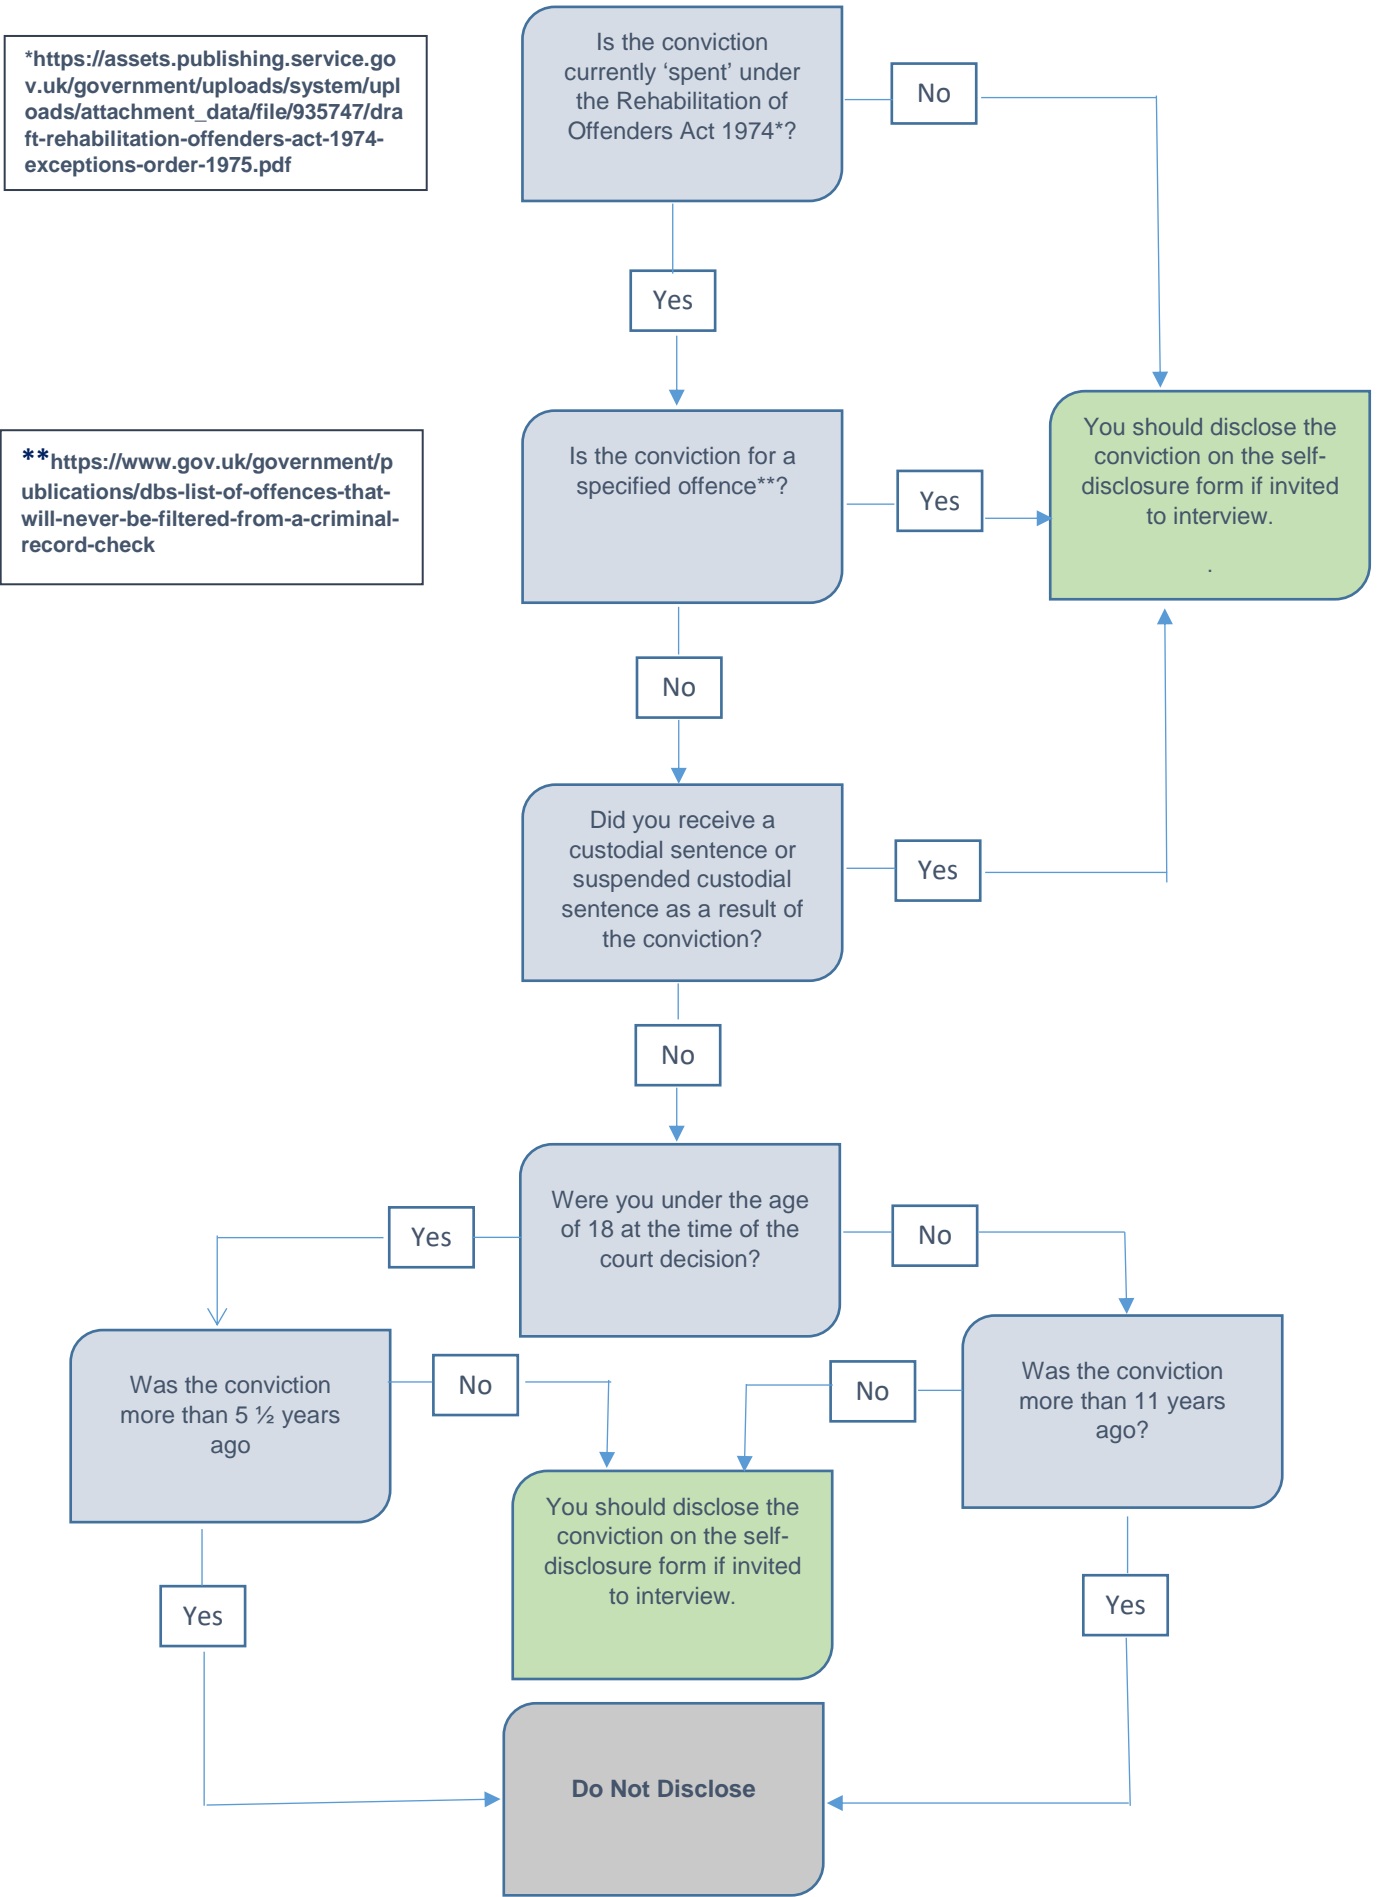 *https://assets.publishing.service.go
v.uk/government/uploads/system/upl
oads/attachment_data/file/935747/dra
ft-rehabilitation-offenders-act-1974-
exceptions-order-1975.pdf
Is the conviction
currently ‘spent’ under
the Rehabilitation of
Offenders Act 1974*?
No
Yes
**https://www.gov.uk/government/p
ublications/dbs-list-of-offences-that-
will-never-be-filtered-from-a-criminal-
record-check
Is the conviction for a
specified offence**?
Yes
You should disclose the
conviction on the self-
disclosure form if invited
to interview.
.
No
Did you receive a
custodial sentence or
suspended custodial
sentence as a result of
the conviction?
Yes
No
Were you under the age
of 18 at the time of the
court decision?
Yes
No
Was the conviction
more than 5 ½ years
ago
No
No
Was the conviction
more than 11 years
ago?
You should disclose the
conviction on the self-
disclosure form if invited
to interview.
Yes
Yes
Do Not Disclose